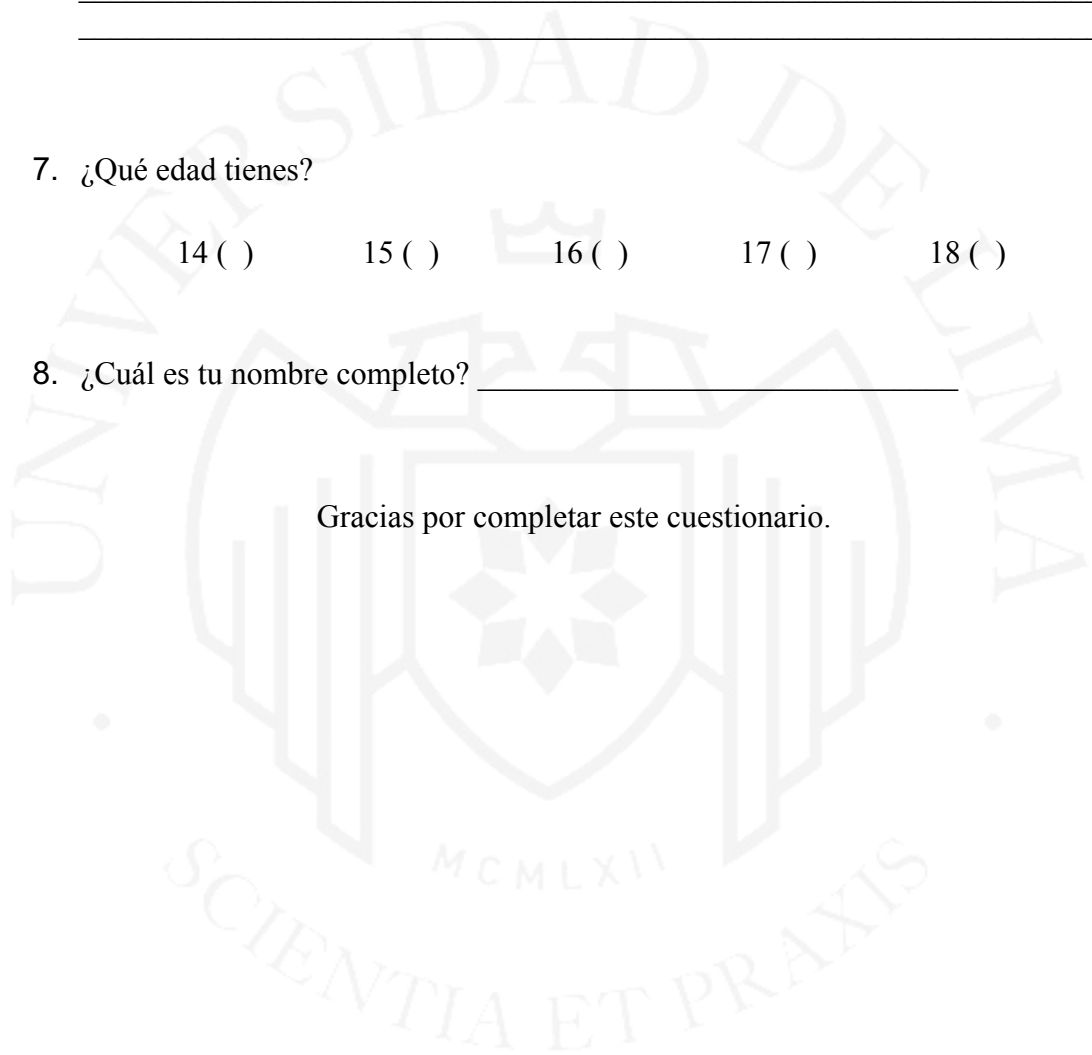 7. ¿Qué edad tienes?
14 ( ) 15 ( ) 16 ( ) 17 ( ) 18 ( )
8. ¿Cuál es tu nombre completo? ______________________________
Gracias por completar este cuestionario.
UNIVERSIDAD DE LIMA
MCMLXII
SCIENTIA ET PRAXIS